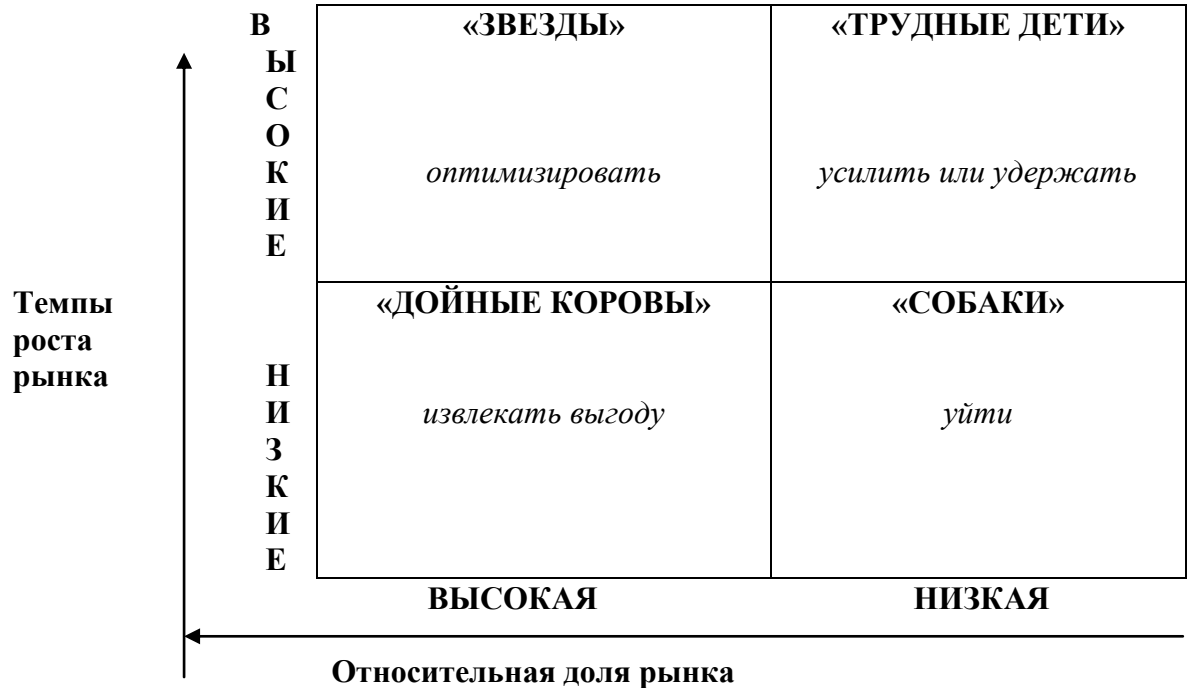 В
Ы
С
О
К
И
Е
«ЗВЕЗДЫ»
«ТРУДНЫЕ ДЕТИ»
оптимизировать
усилить или удержать
Темпы
роста
рынка
Н
И
З
К
И
Е
«ДОЙНЫЕ КОРОВЫ»
«СОБАКИ»
извлекать выгоду
уйти
ВЫСОКАЯ
НИЗКАЯ
Относительная доля рынка